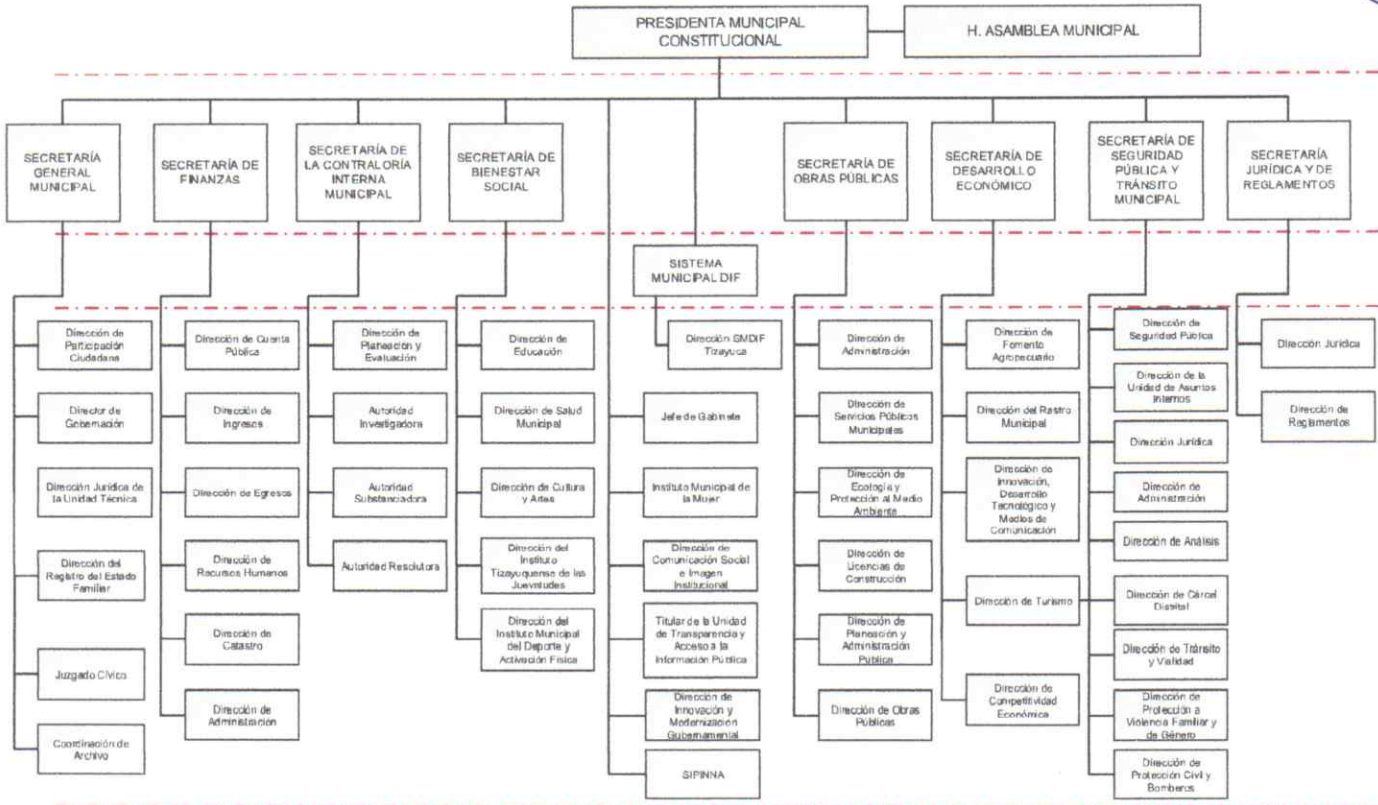 PRESIDENTA MUNICIPAL
CONSTITUCIONAL
H. ASAMBLEA MUNICIPAL
SECRETARÍA
GENERAL
MUNICIPAL
SECRETARÍA DE
FINANZAS
SECRETARÍA DE
LA CONTRALORÍA
INTERNA
MUNICIPAL
SECRETARÍA DE
BIENESTAR
SOCIAL
SECRETARÍA DE
OBRAS PÚBLICAS
SECRETARÍA DE
DESARROLLO
ECONÓMICO
SECRETARÍA DE
SEGURIDAD
PÚBLICA Y
TRÁNSITO
MUNICIPAL
SECRETARÍA
JURÍDICA Y DE
REGLAMENTOS
SISTEMA
MUNICIPAL DIF
Dirección de
Participación
Ciudadana
Director de
Gobernación
Dirección Jurídica de
la Unidad Técnica
Dirección del
Registro del Estado
Familiar
Juzgado Cívico
Coordinación de
Archivo
Dirección de Cuenta
Pública
Dirección de
Ingresos
Dirección de Egresos
Dirección de
Recursos Humanos
Dirección de
Catastro
Dirección de
Administración
Dirección de
Planeación y
Evaluación
Autoridad
Investigadora
Autoridad
Substanciadora
Autoridad Resolutora
Dirección de
Educación
Dirección de Salud
Municipal
Dirección de Cultura
y Artes
Dirección del
Instituto
Tizayuquense de las
Juventudes
Dirección del
Instituto Municipal
del Deporte y
Activación Física
Dirección SMDIF
Tizayuca
Jefe de Gabinete
Instituto Municipal de
la Mujer
Dirección de
Comunicación Social
e Imagen
Institucional
Titular de la Unidad
de Transparencia y
Acceso a la
Información Pública
Dirección de
Innovación y
Modernización
Gubernamental
SIPINNA
Dirección de
Administración
Dirección de
Servicios Públicos
Municipales
Dirección de
Ecología y
Protección al Medio
Ambiente
Dirección de
Licencias de
Construcción
Dirección de
Planeación y
Administración
Pública
Dirección de Obras
Públicas
Dirección de
Fomento
Agropecuario
Dirección del Rastro
Municipal
Dirección de
Innovación,
Desarrollo
Tecnológico y
Medios de
Comunicación
Dirección de Turismo
Dirección de
Competitividad
Económica
Dirección de
Seguridad Pública
Dirección de la
Unidad de Asuntos
Internos
Dirección Jurídica
Dirección de
Administración
Dirección de Análisis
Dirección de Cárcel
Distrital
Dirección de Tránsito
y Vialidad
Dirección de
Protección a
Violencia Familiar y
de Género
Dirección de
Protección Civil y
Bomberos
Dirección Jurídica
Dirección de
Reglamentos